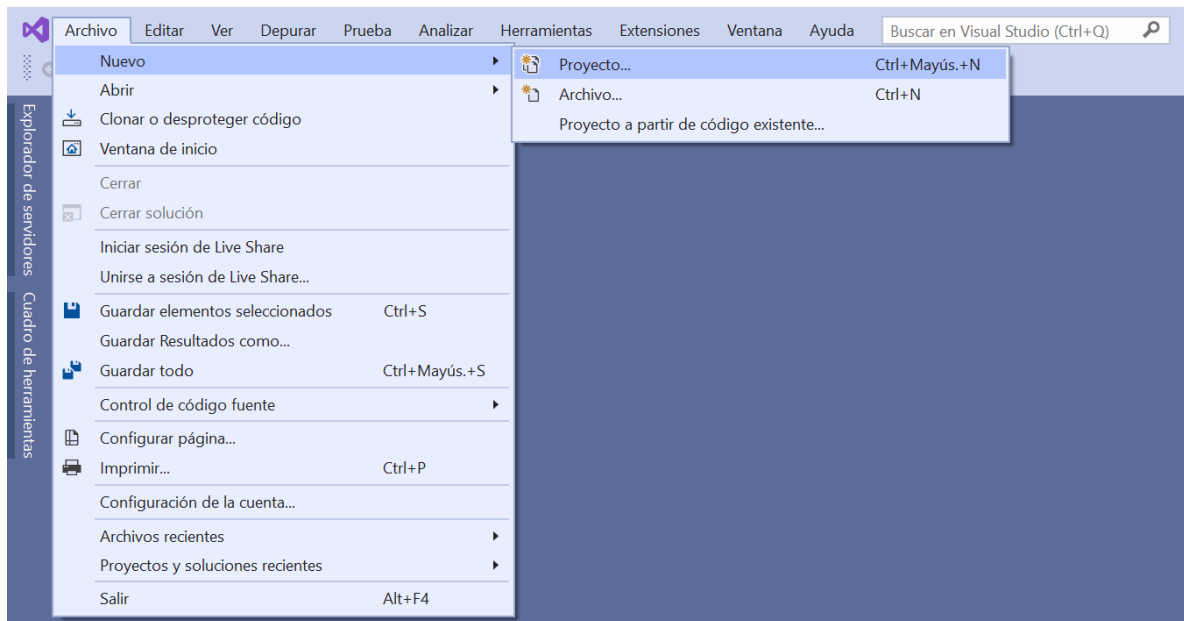 Archivo Editar Ver Depurar Prueba Analizar Herramientas Extensiones Ventana Ayuda Buscar en Visual Studio (Ctrl+Q)
Nuevo
Abrir
Clonar o desproteger código
Ventana de inicio
Cerrar
Cerrar solución
Iniciar sesión de Live Share
Unirse a sesión de Live Share...
Guardar elementos seleccionados Ctrl+S
Guardar Resultados como...
Guardar todo Ctrl+Mayús.+S
Control de código fuente
Configurar página...
Imprimir... Ctrl+P
Configuración de la cuenta...
Archivos recientes
Proyectos y soluciones recientes
Salir Alt+F4
Proyecto... Ctrl+Mayús.+N
Archivo... Ctrl+N
Proyecto a partir de código existente...
Explorador de servidores
Cuadro de herramientas